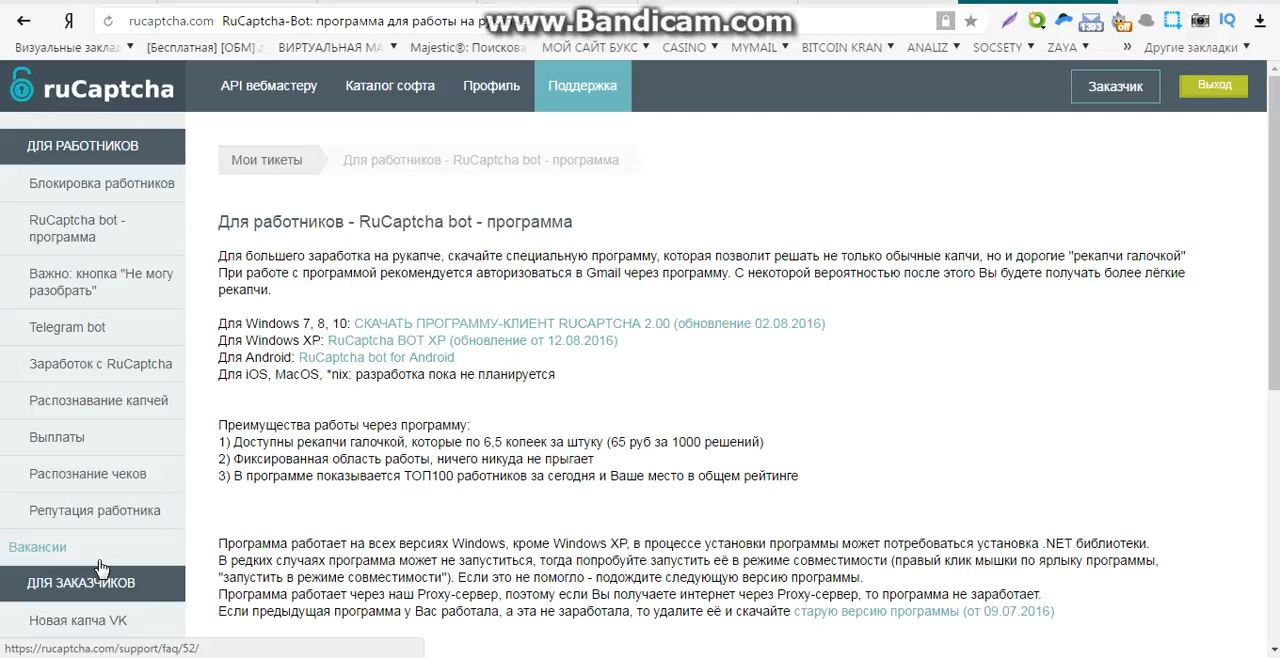 rucaptcha.com RuCaptcha-Bot: программа для работы на
www.Bandicam.com
1393
off
IQ
Визуальные заклад
[Бесплатная] [ОБМ]
ВИРТУАЛЬНАЯ МА
Majestic®: Поискова
МОЙ САЙТ БУКС
CASINO
MYMAIL
BITCOIN KRAN
ANALIZ
SOCSETY
ZAYA
Другие закладки
ruCaptcha
API вебмастеру
Каталог софта
Профиль
Поддержка
Заказчик
Выход
ДЛЯ РАБОТНИКОВ
Блокировка работников
RuCaptcha bot -
программа
Важно: кнопка "Не могу
разобрать"
Telegram bot
Заработок с RuCaptcha
Распознавание капчей
Выплаты
Распознание чеков
Репутация работника
Вакансии
ДЛЯ ЗАКАЗЧИКОВ
Новая капча VK
https://rucaptcha.com/support/faq/52/
Мои тикеты
Для работников - RuCaptcha bot - программа
Для работников - RuCaptcha bot - программа
Для большего заработка на рукапче, скачайте специальную программу, которая позволит решать не только обычные капчи, но и дорогие "рекапчи галочкой"
При работе с программой рекомендуется авторизоваться в Gmail через программу. С некоторой вероятностью после этого Вы будете получать более лёгкие
рекапчи.
Для Windows 7, 8, 10: СКАЧАТЬ ПРОГРАММУ-КЛИЕНТ RUCAPTCHA 2.00 (обновление 02.08.2016)
Для Windows XP: RuCaptcha BOT XP (обновление от 12.08.2016)
Для Android: RuCaptcha bot for Android
Для iOS, MacOS, *nix: разработка пока не планируется
Преимущества работы через программу:
1) Доступны рекапчи галочкой, которые по 6,5 копеек за штуку (65 руб за 1000 решений)
2) Фиксированная область работы, ничего никуда не прыгает
3) В программе показывается ТОП100 работников за сегодня и Ваше место в общем рейтинге
Программа работает на всех версиях Windows, кроме Windows XP, в процессе установки программы может потребоваться установка .NET библиотеки.
В редких случаях программа может не запуститься, тогда попробуйте запустить её в режиме совместимости (правый клик мышки по ярлыку программы,
"запустить в режиме совместимости"). Если это не помогло - подождите следующую версию программы.
Программа работает через наш Proxy-сервер, поэтому если Вы получаете интернет через Proxy-сервер, то программа не заработает.
Если предыдущая программа у Вас работала, а эта не заработала, то удалите её и скачайте старую версию программы (от 09.07.2016)